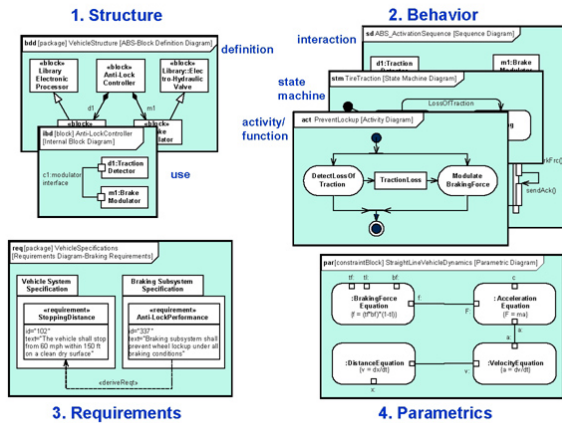 1. Structure
bdd [package] VehicleStructure [ABS-Block Definition Diagram]
definition
«block»
Library
Electronic
Processor
«block»
Anti-Lock
Controller
«block»
Library::Elec
tro-Hydraulic
Valve
d1
m1
«block»
«block»
ibd [block] Anti-LockController
[Internal Block Diagram]
use
d1:Traction
Detector
c1:modulator
interface
m1:Brake
Modulator
2. Behavior
interaction
sd ABS_ActivationSequence [Sequence Diagram]
d1:Traction
m1:Brake
state
machine
stm TireTraction [State Machine Diagram]
LossOfTraction
activity/
function
act PreventLockup [Activity Diagram]
DetectLossOf
Traction
TractionLoss
Modulate
BrakingForce
sendAck()
req [package] VehicleSpecifications
[Requirements Diagram-Braking Requirements]
Vehicle System
Specification
«requirement»
StoppingDistance
id="102"
text="The vehicle shall stop
from 60 mph within 150 ft
on a clean dry surface"
Braking Subsystem
Specification
«requirement»
Anti-LockPerformance
id="337"
text="Braking subsystem shall
prevent wheel lockup under all
braking conditions"
«deriveReqt»
3. Requirements
par [constraintBlock] StraightLineVehicleDynamics [Parametric Diagram]
tf:
tl:
bf:
c
:BrakingForce
Equation
{f = (tf*bf)*(1-tl)}
f:
F:
:Acceleration
Equation
{F = ma}
a:
a:
:DistanceEquation
{v = dx/dt}
v:
v:
:VelocityEquation
{a = dv/dt}
x:
4. Parametrics